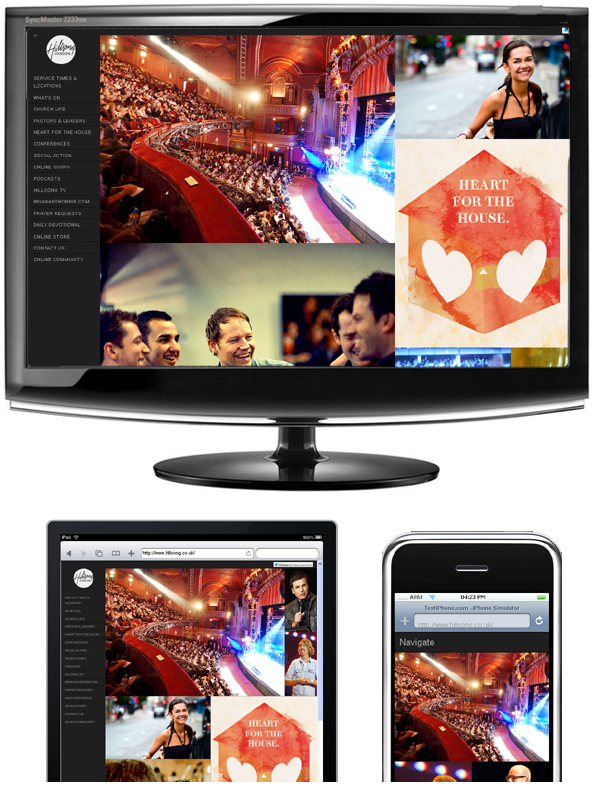 SyncMaster 2233sw
Hillsong
LONDON
SERVICE TIMES &
LOCATIONS
WHAT'S ON
CHURCH LIFE
PASTORS & LEADERS
HEART FOR THE HOUSE
CONFERENCES
SOCIAL ACTION
ONLINE GIVING
PODCASTS
HILLSONG TV
BRIANANDBOBBIE.COM
PRAYER REQUESTS
DAILY DEVOTIONAL
ONLINE STORE
CONTACT US
ONLINE COMMUNITY
HEART
FOR THE
HOUSE.
iPad
100%
http://www.hillsong.co.uk/
HEART
FOR THE
HOUSE.
AT&T
04:23 PM
TestiPhone.com - iPhone Simulator
http://www.hillsong.co.uk/
Navigate